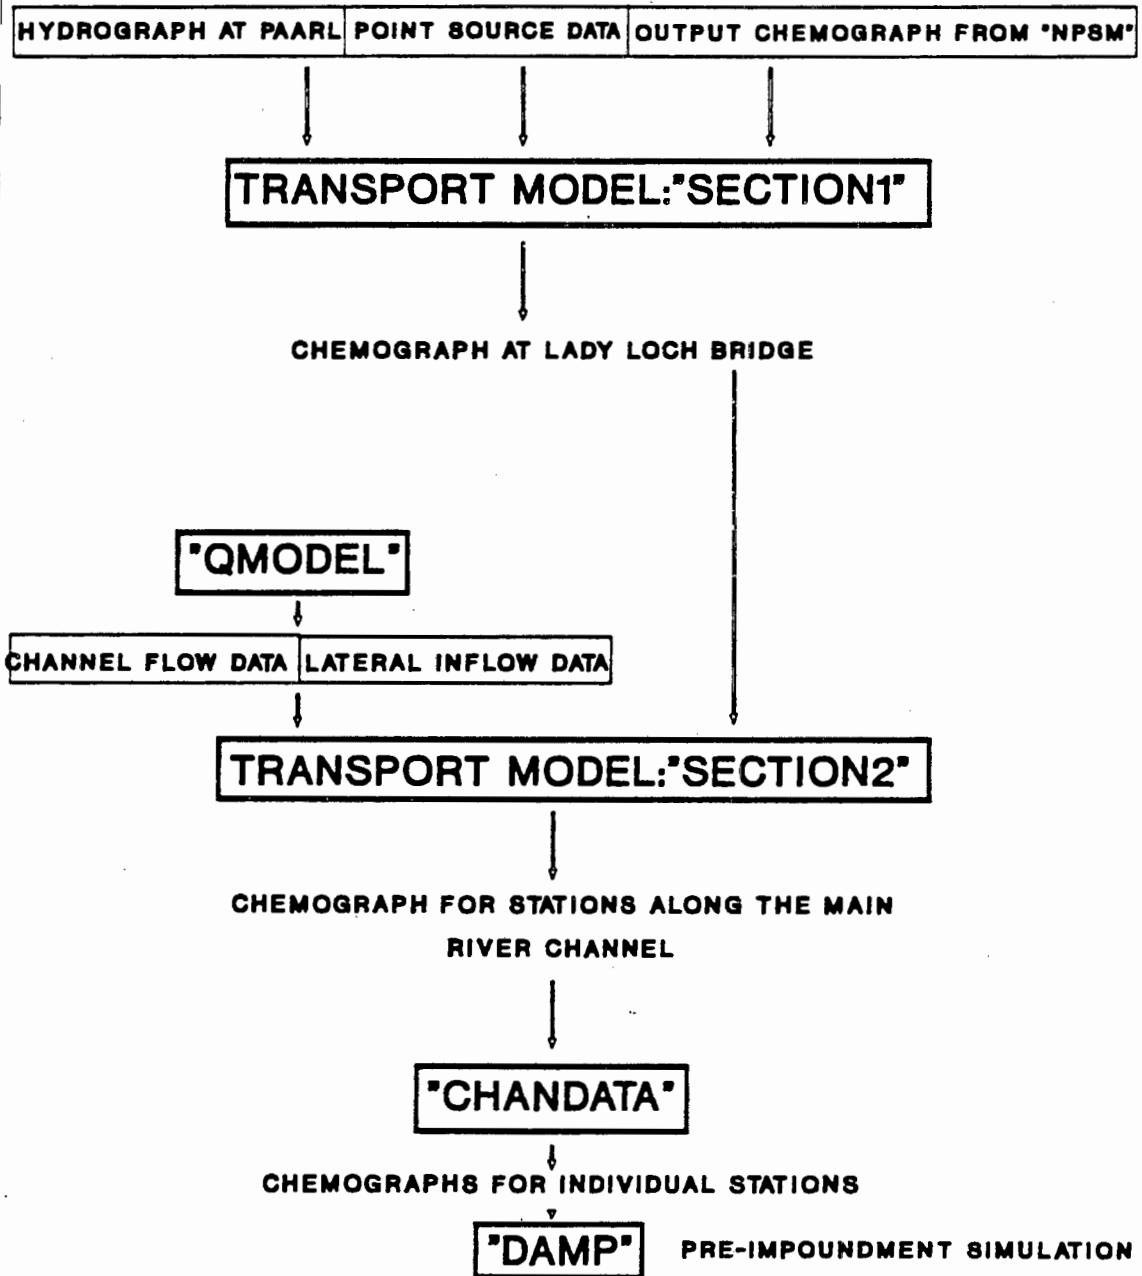 HYDROGRAPH AT PAARL POINT SOURCE DATA OUTPUT CHEMOGRAPH FROM "NPSM"
TRANSPORT MODEL:"SECTION1"
CHEMOGRAPH AT LADY LOCH BRIDGE
"QMODEL"
CHANNEL FLOW DATA LATERAL INFLOW DATA
TRANSPORT MODEL:"SECTION2"
CHEMOGRAPH FOR STATIONS ALONG THE MAIN
RIVER CHANNEL
"CHANDATA"
CHEMOGRAPHS FOR INDIVIDUAL STATIONS
"DAMP" PRE-IMPOUNDMENT SIMULATION